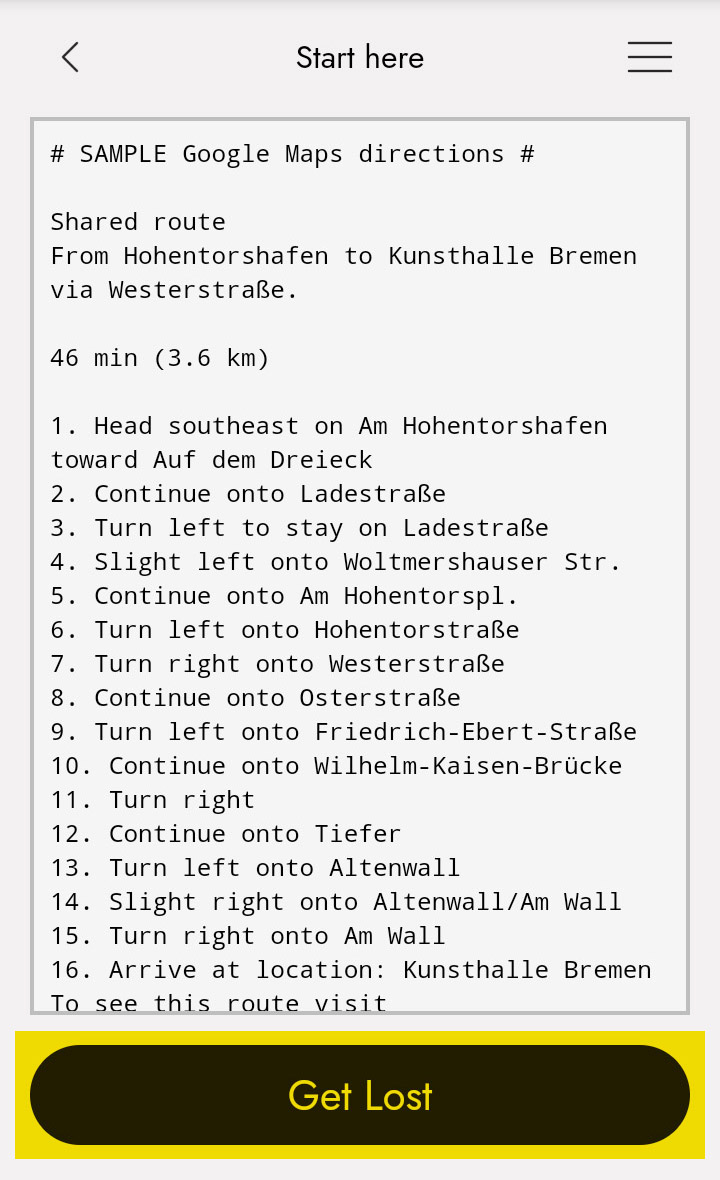 Start here
# SAMPLE Google Maps directions #
Shared route
From Hohentorshafen to Kunsthalle Bremen
via Westerstraße.
46 min (3.6 km)
1. Head southeast on Am Hohentorshafen
toward Auf dem Dreieck
2. Continue onto Ladestraße
3. Turn left to stay on Ladestraße
4. Slight left onto Woltmershauser Str.
5. Continue onto Am Hohentorspl.
6. Turn left onto Hohentorstraße
7. Turn right onto Westerstraße
8. Continue onto Osterstraße
9. Turn left onto Friedrich-Ebert-Straße
10. Continue onto Wilhelm-Kaisen-Brücke
11. Turn right
12. Continue onto Tiefer
13. Turn left onto Altenwall
14. Slight right onto Altenwall/Am Wall
15. Turn right onto Am Wall
16. Arrive at location: Kunsthalle Bremen
To see this route visit
Get Lost